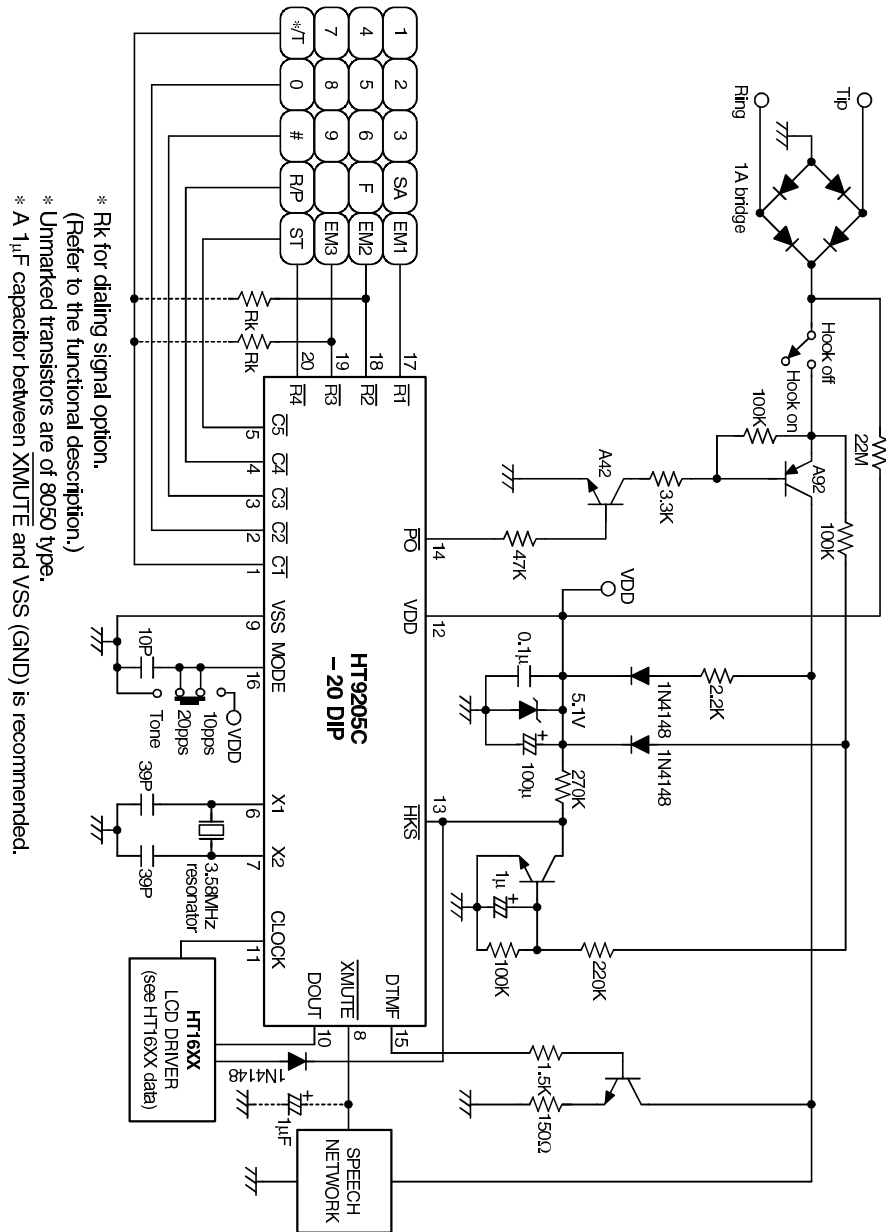 Tip
Ring
1A bridge
Hook off
Hook on
22M
100K
A92
100K
3.3K
A42
47K
VDD
2.2K
1N4148
1N4148
0.1μ
5.1V
100μ
+
270K
1μ
+
100K
220K
1.5K
150Ω
1 2 3 SA EM1
4 5 6 F EM2
7 8 9 EM3
*/T 0 # R/P ST
Rk
Rk
17
18
19
20
R1
R2
R3
R4
14
PO
12
VDD
13
HKS
15
DTMF
8
XMUTE
10
DOUT
HT9205C
– 20 DIP
C5
C4
C3
C2
C1
VSS
MODE
X1
X2
CLOCK
5
4
3
2
1
9
16
6
7
11
10P
VDD
10pps
20pps
Tone
39P
39P
3.58MHz
resonator
HT16XX
LCD DRIVER
(see HT16XX data)
1N4148
1μF
+
SPEECH
NETWORK
* Rk for dialing signal option.
(Refer to the functional description.)
* Unmarked transistors are of 8050 type.
* A 1μF capacitor between XMUTE and VSS (GND) is recommended.